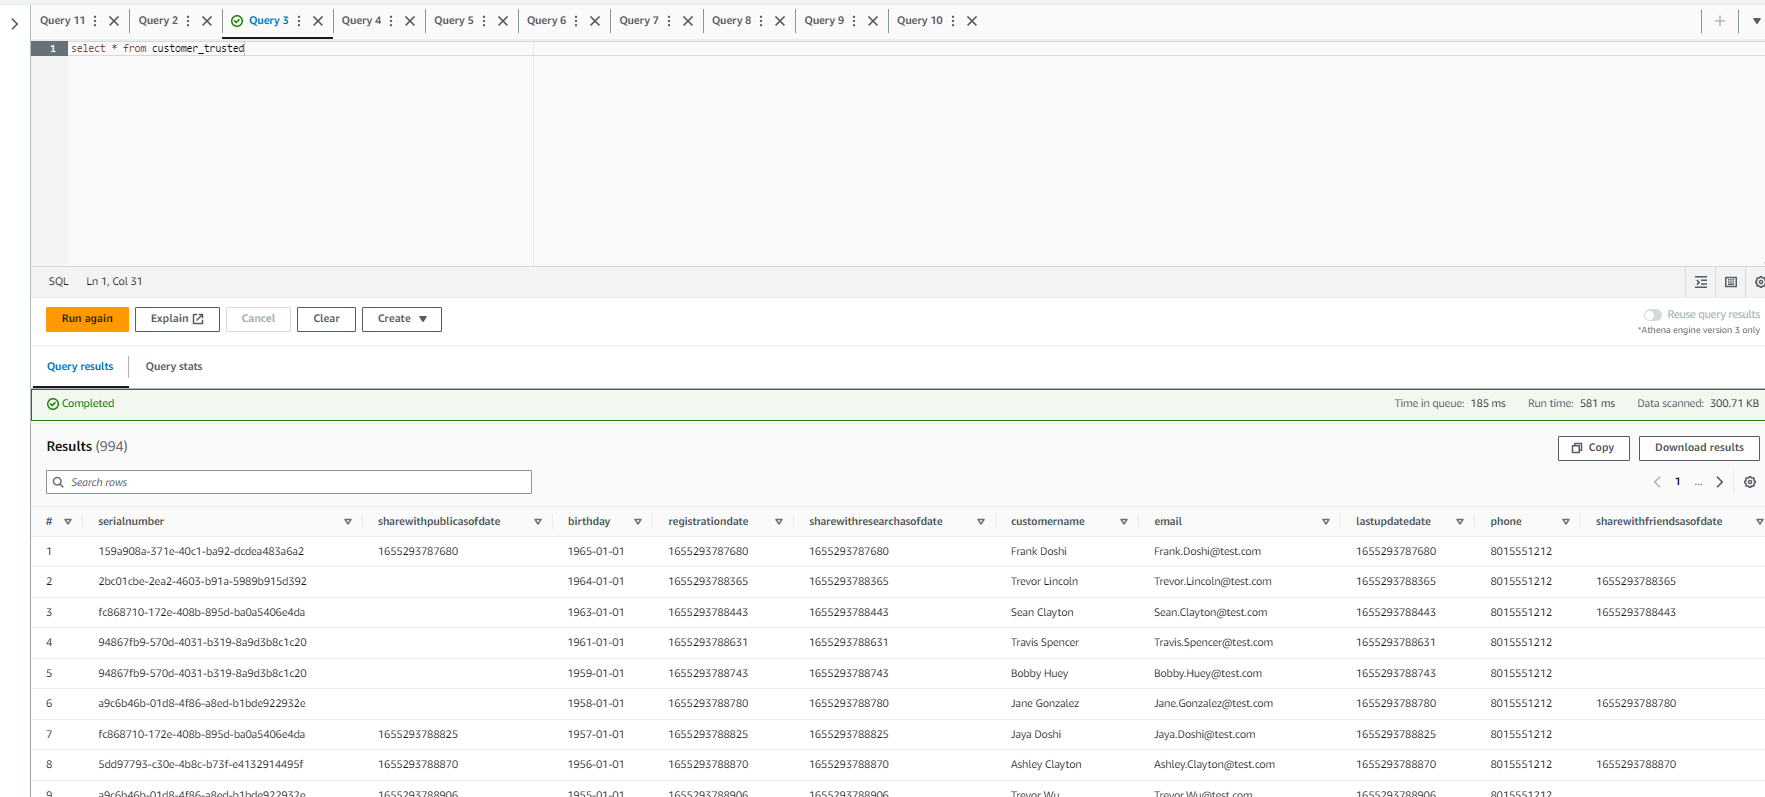 Query 11 Query 2 Query 3 Query 4 Query 5 Query 6 Query 7 Query 8 Query 9 Query 10
1 select * from customer_trusted
SQL Ln 1, Col 31
Run again Explain Cancel Clear Create
Reuse query results
*Athena engine version 3 only
Query results Query stats
Completed Time in queue: 185 ms Run time: 581 ms Data scanned: 300.71 KB
Results (994) Copy Download results
Search rows 1 ...
# serialnumber sharewithpublicasofdate birthday registrationdate sharewithresearchasofdate customername email lastupdatedate phone sharewithfriendsasofdate
1 159a908a-371e-40c1-ba92-dcdea483a6a2 1655293787680 1965-01-01 1655293787680 1655293787680 Frank Doshi Frank.Doshi@test.com 1655293787680 8015551212
2 2bc01cbe-2ea2-4603-b91a-5989b915d392 1964-01-01 1655293788365 1655293788365 Trevor Lincoln Trevor.Lincoln@test.com 1655293788365 8015551212 1655293788365
3 fc868710-172e-408b-895d-ba0a5406e4da 1963-01-01 1655293788443 1655293788443 Sean Clayton Sean.Clayton@test.com 1655293788443 8015551212 1655293788443
4 94867fb9-570d-4031-b319-8a9d3b8c1c20 1961-01-01 1655293788631 1655293788631 Travis Spencer Travis.Spencer@test.com 1655293788631 8015551212
5 94867fb9-570d-4031-b319-8a9d3b8c1c20 1959-01-01 1655293788743 1655293788743 Bobby Huey Bobby.Huey@test.com 1655293788743 8015551212
6 a9c6b46b-01d8-4f86-a8ed-b1bde922932e 1958-01-01 1655293788780 1655293788780 Jane Gonzalez Jane.Gonzalez@test.com 1655293788780 8015551212 1655293788780
7 fc868710-172e-408b-895d-ba0a5406e4da 1655293788825 1957-01-01 1655293788825 1655293788825 Jaya Doshi Jaya.Doshi@test.com 1655293788825 8015551212
8 5dd97793-c30e-4b8c-b73f-e4132914495f 1655293788870 1956-01-01 1655293788870 1655293788870 Ashley Clayton Ashley.Clayton@test.com 1655293788870 8015551212 1655293788870
9 a9c6b46b-01d8-4f86-a8ed-b1bde922932e 1655293788906 1955-01-01 1655293788906 1655293788906 Trevor Wu Trevor.Wu@test.com 1655293788906 8015551212